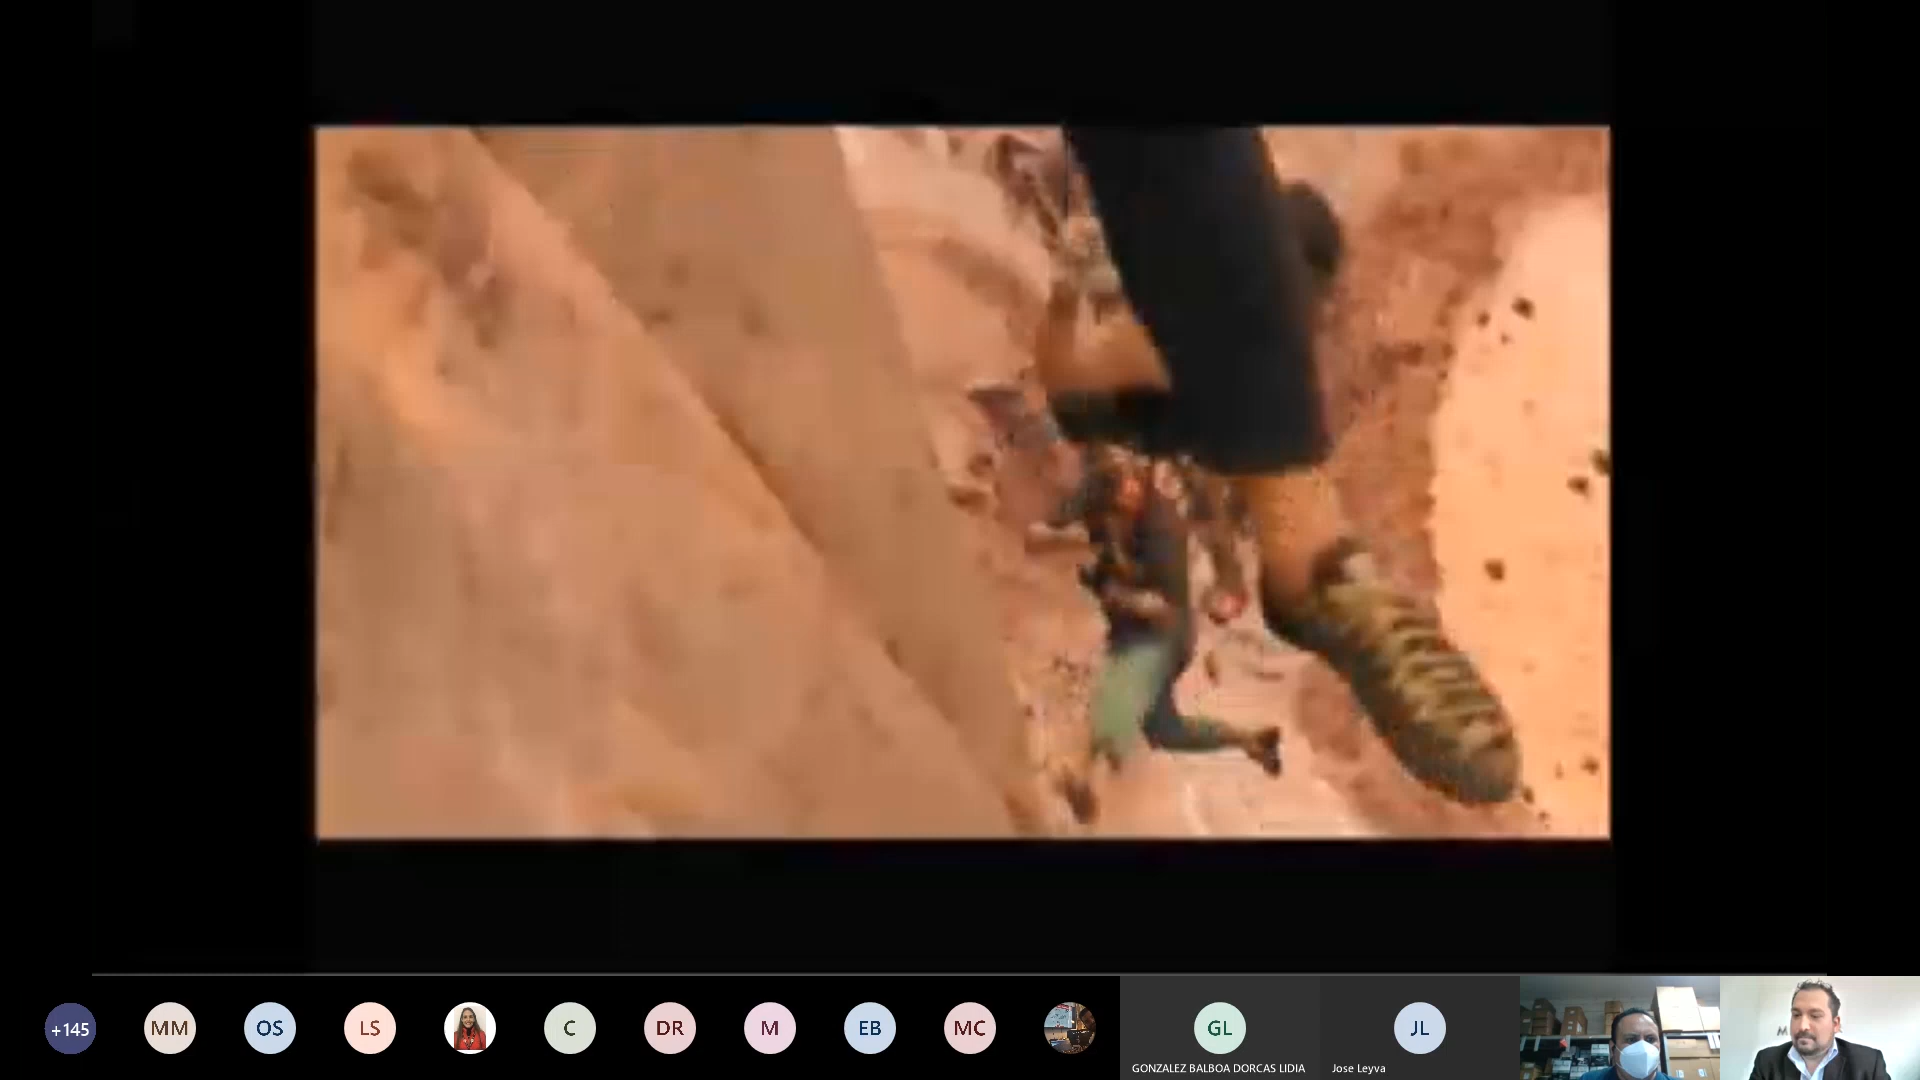 +145
MM
OS
LS
C
DR
M
EB
MC
GL
JL
GONZALEZ BALBOA DORCAS LIDIA
Jose Leyva